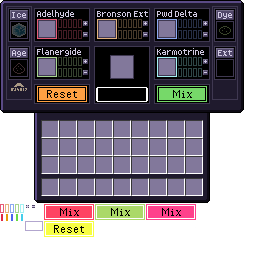 Ice Adelhyde Bronson Ext Pwd Delta Dye
Age Flanergide Karmotrine Ext
Reset Mix
Mix Mix Mix
Reset